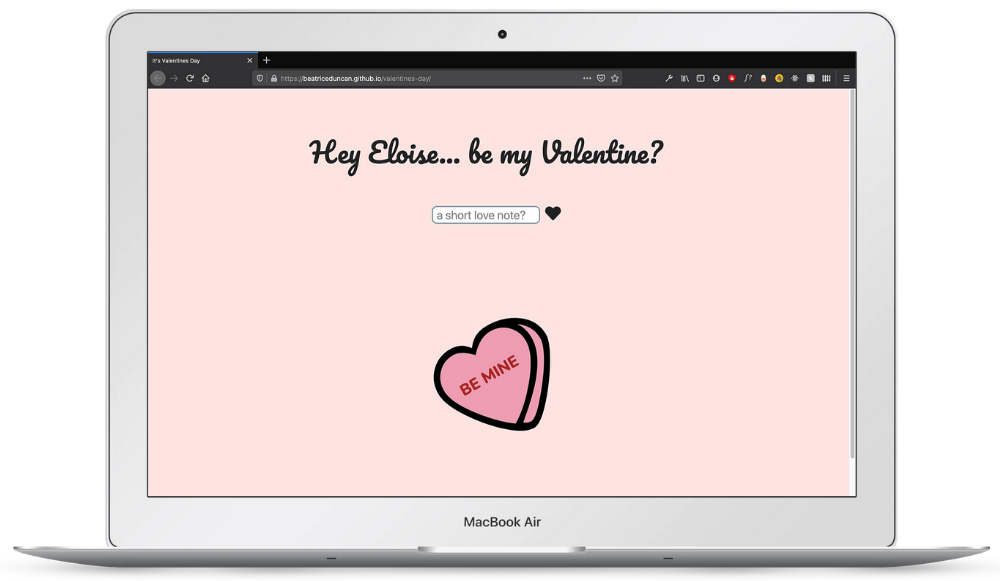 It's Valentines Day
https://beatriceduncan.github.io/valentines-day/
Hey Eloise... be my Valentine?
a short love note?
BE MINE
MacBook Air